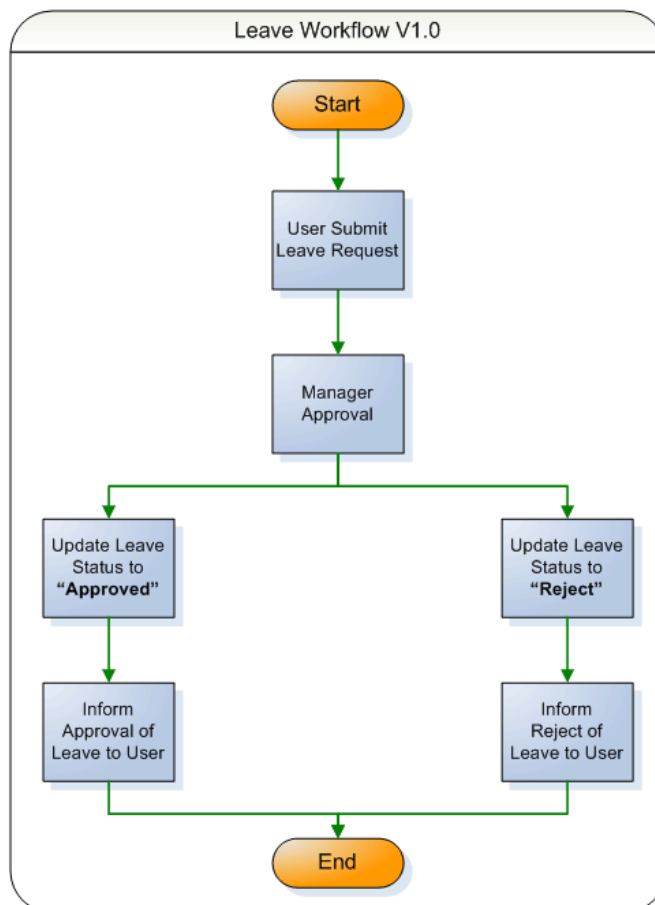 Leave Workflow V1.0
Start
User Submit
Leave Request
Manager
Approval
Update Leave
Status to
“Approved”
Update Leave
Status to
“Reject”
Inform
Approval of
Leave to User
Inform
Reject of
Leave to User
End